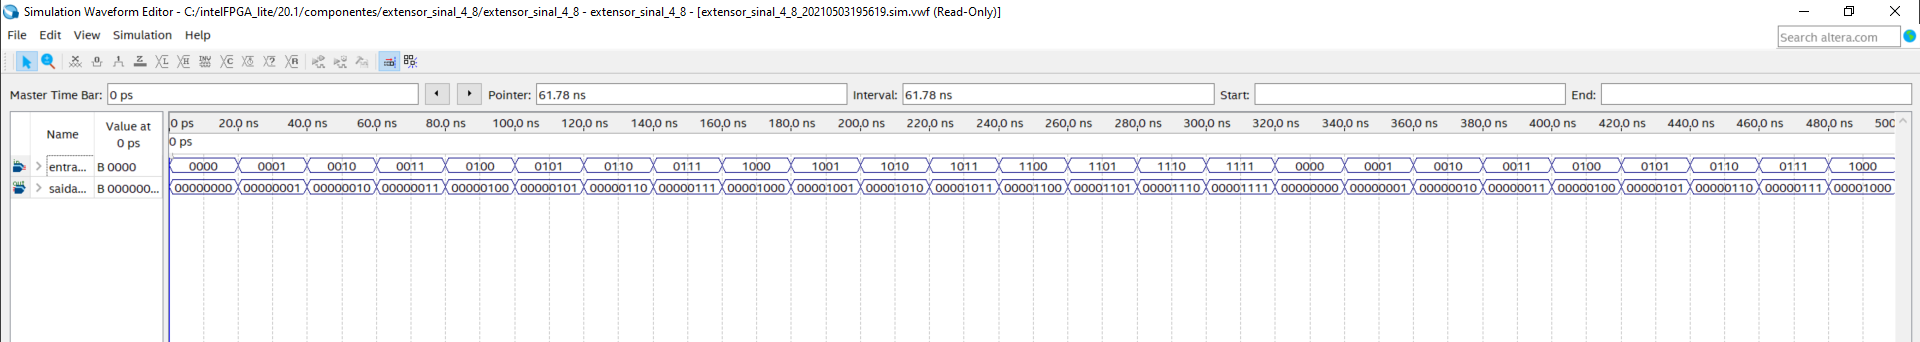 Simulation Waveform Editor - C:/intelFPGA_lite/20.1/componentes/extensor_sinal_4_8/extensor_sinal_4_8 - extensor_sinal_4_8 - [extensor_sinal_4_8_20210503195619.sim.vwf (Read-Only)]
File Edit View Simulation Help
Search altera.com
Master Time Bar: 0 ps Pointer: 61.78 ns Interval: 61.78 ns Start: End:
Name Value at 0 ps 0 ps 20.0 ns 40.0 ns 60.0 ns 80.0 ns 100.0 ns 120.0 ns 140.0 ns 160.0 ns 180.0 ns 200.0 ns 220.0 ns 240.0 ns 260.0 ns 280.0 ns 300.0 ns 320.0 ns 340.0 ns 360.0 ns 380.0 ns 400.0 ns 420.0 ns 440.0 ns 460.0 ns 480.0 ns 500
0 ps
entra... B 0000 0000 0001 0010 0011 0100 0101 0110 0111 1000 1001 1010 1011 1100 1101 1110 1111 0000 0001 0010 0011 0100 0101 0110 0111 1000
saida... B 000000... 00000000 00000001 00000010 00000011 00000100 00000101 00000110 00000111 00001000 00001001 00001010 00001011 00001100 00001101 00001110 00001111 00000000 00000001 00000010 00000011 00000100 00000101 00000110 00000111 00001000